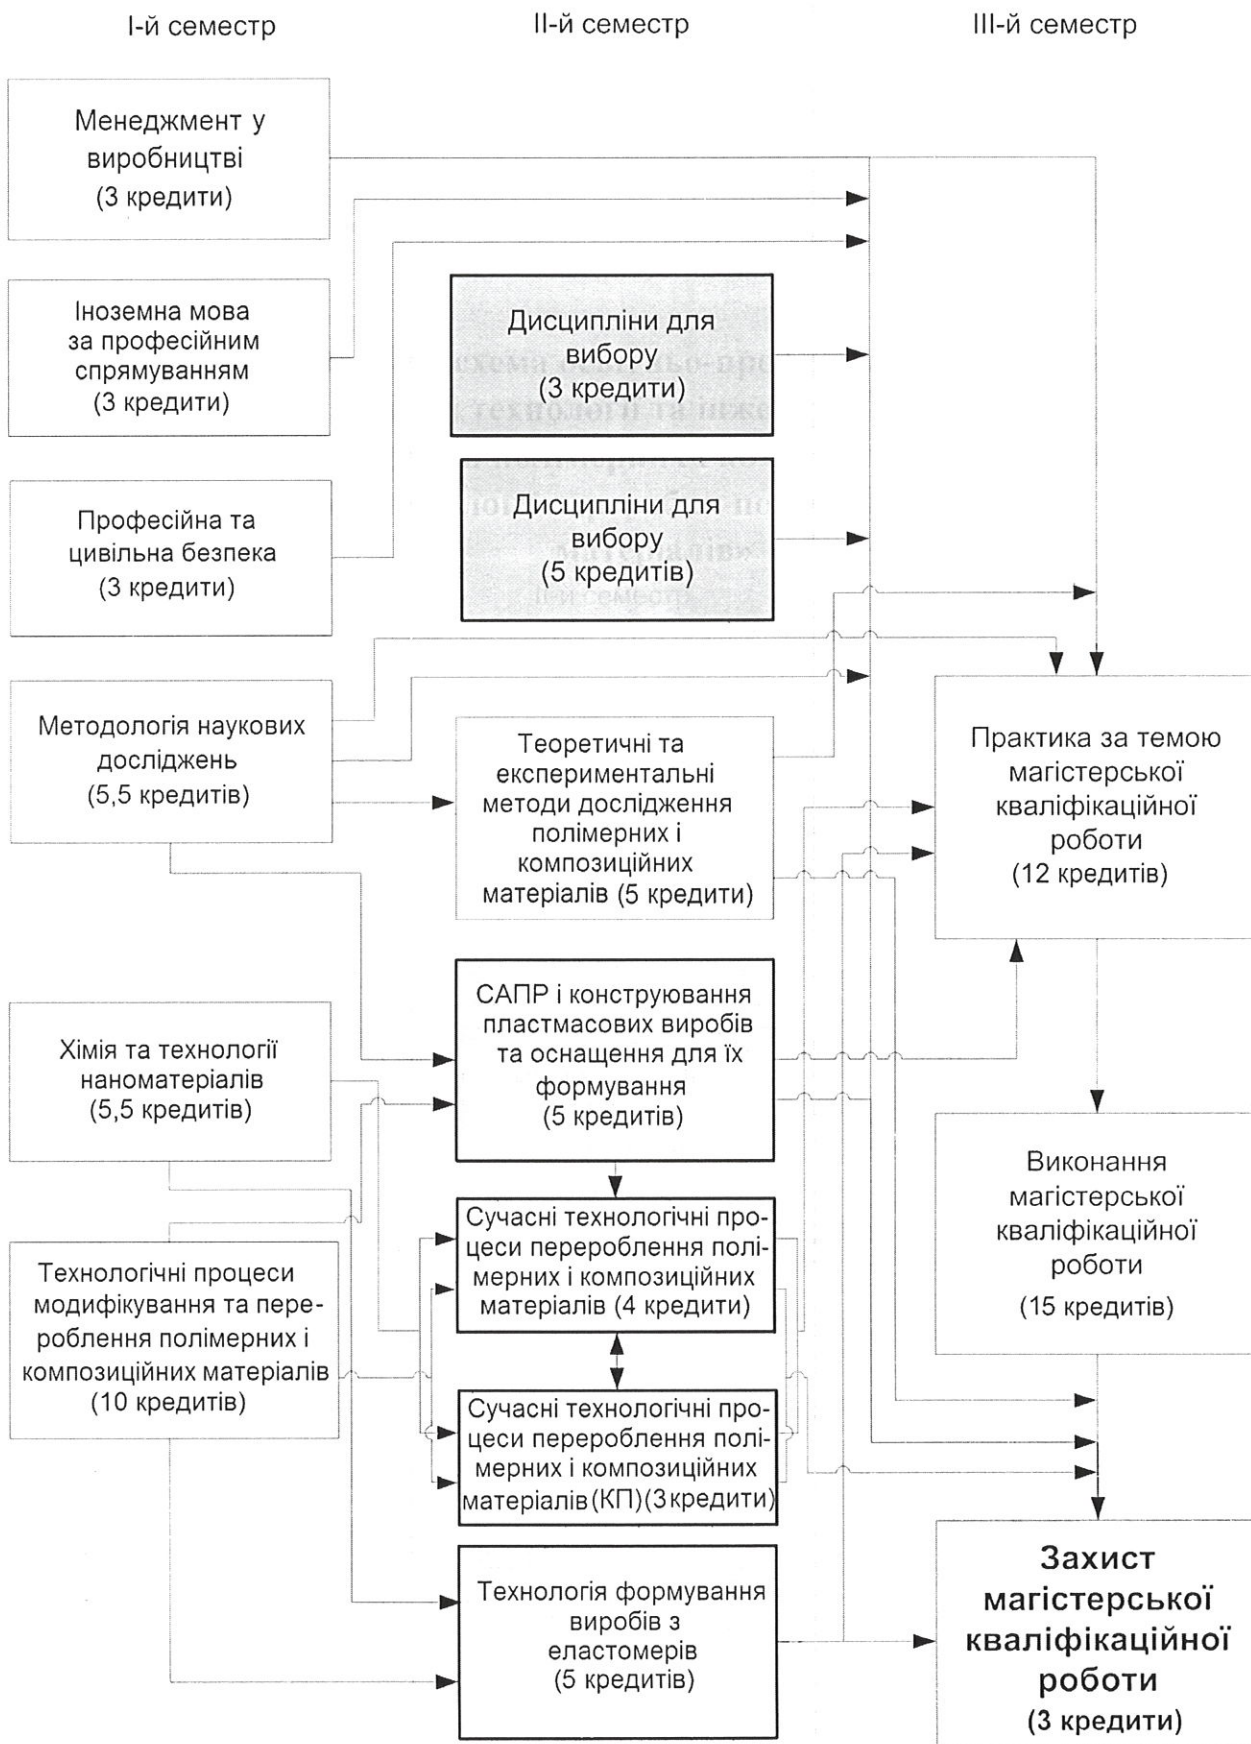 I-й семестр
II-й семестр
III-й семестр
Менеджмент у
виробництві
(3 кредити)
Іноземна мова
за професійним
спрямуванням
(3 кредити)
Професійна та
цивільна безпека
(3 кредити)
Методологія наукових
досліджень
(5,5 кредитів)
Хімія та технології
наноматеріалів
(5,5 кредитів)
Технологічні процеси
модифікування та пере-
роблення полімерних і
композиційних матеріалів
(10 кредитів)
Дисципліни для
вибору
(3 кредити)
Дисципліни для
вибору
(5 кредитів)
II-й семестр
Теоретичні та
експериментальні
методи дослідження
полімерних і
композиційних
матеріалів (5 кредити)
САПР і конструювання
пластмасових виробів
та оснащення для їх
формування
(5 кредитів)
Сучасні технологічні про-
цеси перероблення полі-
мерних і композиційних
матеріалів (4 кредити)
Сучасні технологічні про-
цеси перероблення полі-
мерних і композиційних
матеріалів (КП) (3 кредити)
Технологія формування
виробів з
еластомерів
(5 кредитів)
Практика за темою
магістерської
кваліфікаційної
роботи
(12 кредитів)
Виконання
магістерської
кваліфікаційної
роботи
(15 кредитів)
Захист
магістерської
кваліфікаційної
роботи
(3 кредити)